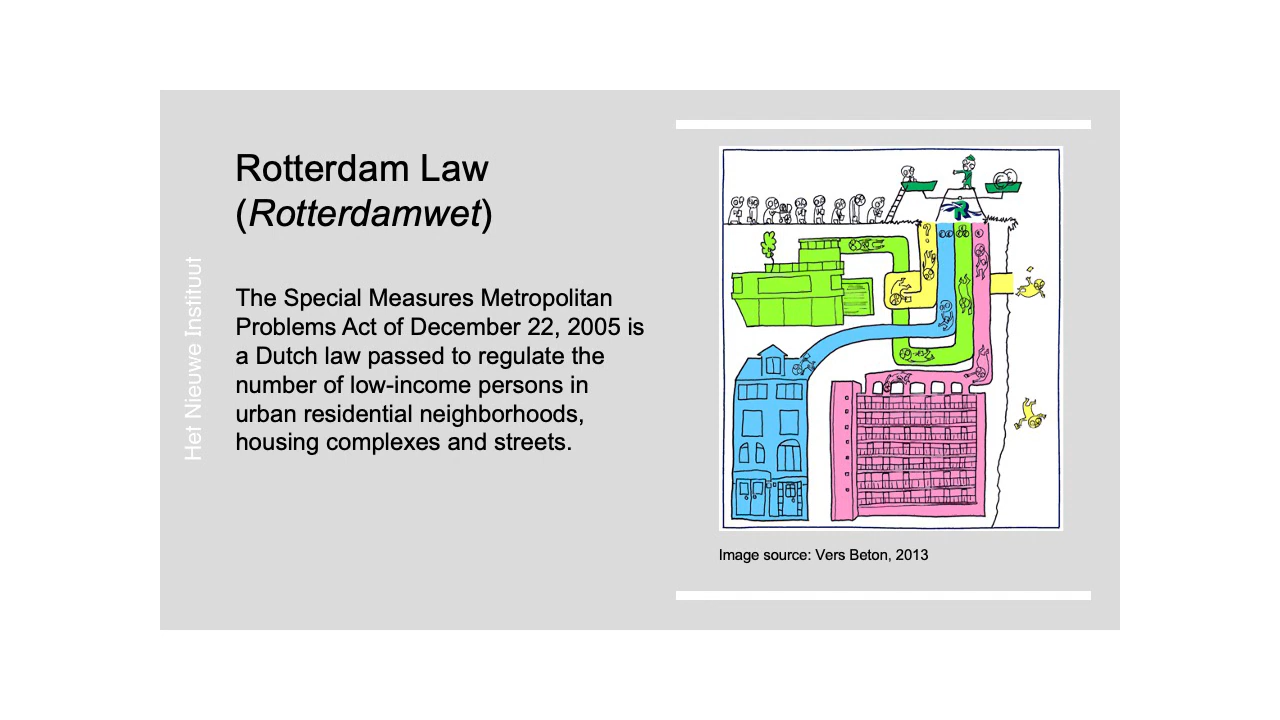 Rotterdam Law
(Rotterdamwet)
The Special Measures Metropolitan
Problems Act of December 22, 2005 is
a Dutch law passed to regulate the
number of low-income persons in
urban residential neighborhoods,
housing complexes and streets.
Het Nieuwe Instituut
R
?
Image source: Vers Beton, 2013